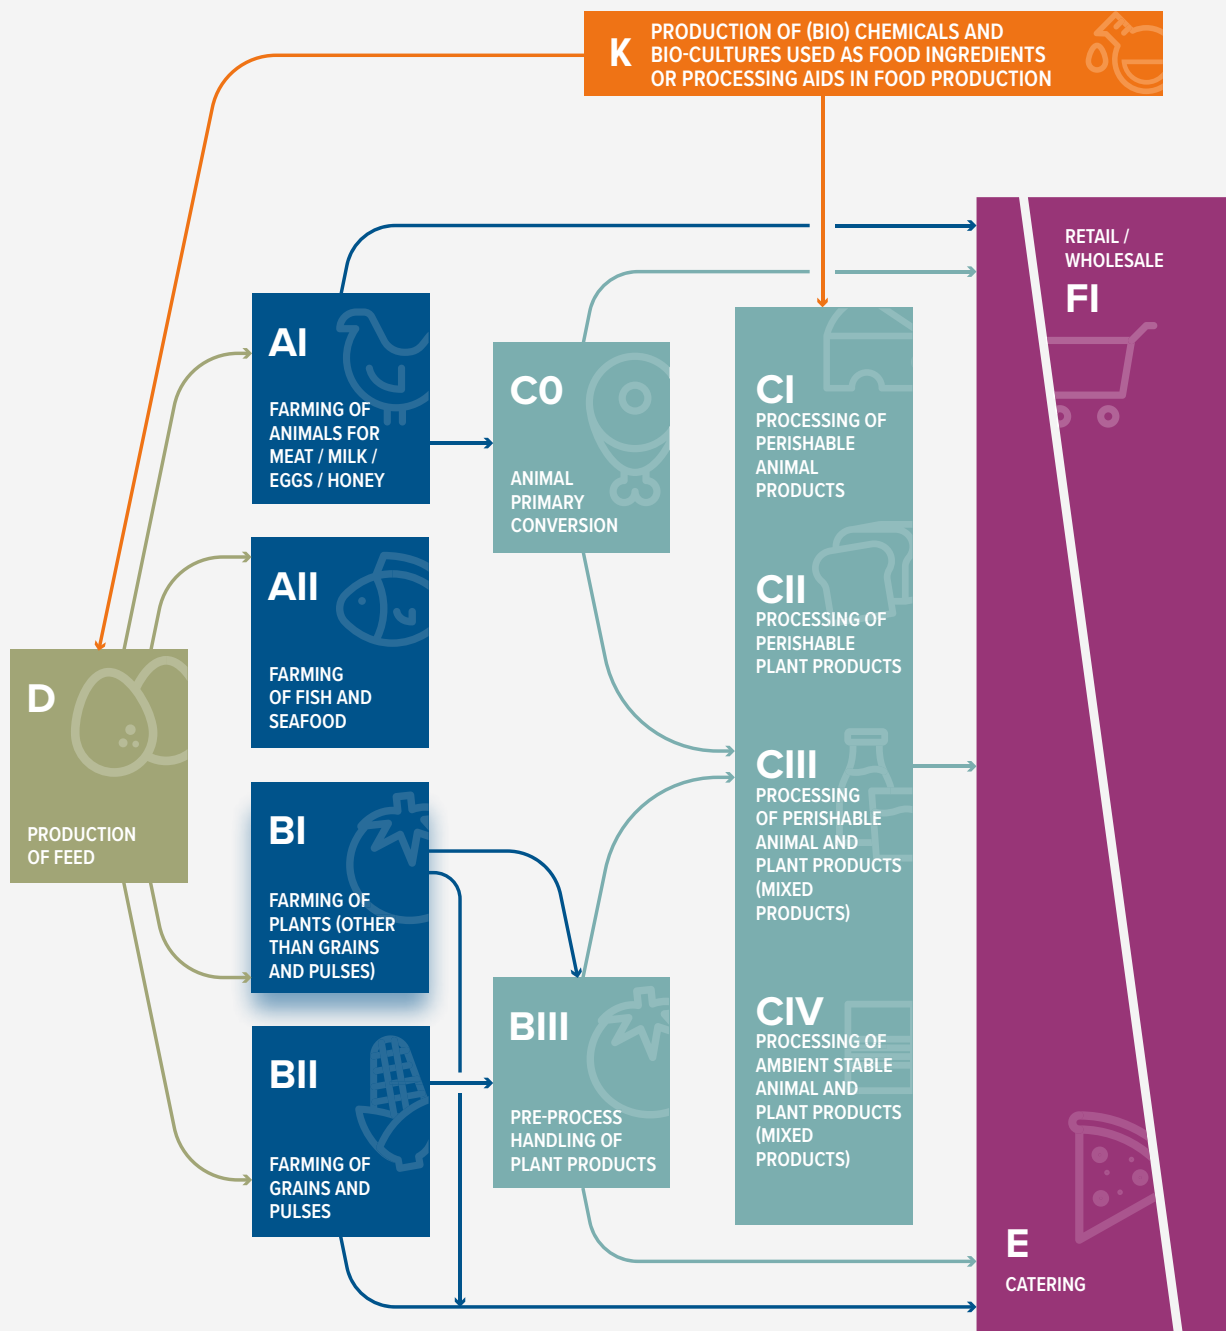 K
PRODUCTION OF (BIO) CHEMICALS AND
BIO-CULTURES USED AS FOOD INGREDIENTS
OR PROCESSING AIDS IN FOOD PRODUCTION
RETAIL /
WHOLESALE
FI
AI
FARMING OF
ANIMALS FOR
MEAT / MILK /
EGGS / HONEY
C0
ANIMAL
PRIMARY
CONVERSION
CI
PROCESSING OF
PERISHABLE
ANIMAL
PRODUCTS
AII
FARMING
OF FISH AND
SEAFOOD
CII
PROCESSING OF
PERISHABLE
PLANT PRODUCTS
D
PRODUCTION
OF FEED
BI
FARMING OF
PLANTS (OTHER
THAN GRAINS
AND PULSES)
CIII
PROCESSING
OF PERISHABLE
ANIMAL AND
PLANT PRODUCTS
(MIXED
PRODUCTS)
BII
FARMING OF
GRAINS AND
PULSES
BIII
PRE-PROCESS
HANDLING OF
PLANT PRODUCTS
CIV
PROCESSING OF
AMBIENT STABLE
ANIMAL AND
PLANT PRODUCTS
(MIXED
PRODUCTS)
E
CATERING